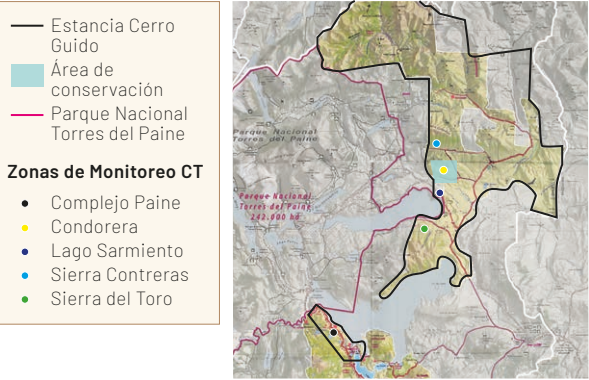 Estancia Cerro
Guido
Área de
conservación
Parque Nacional
Torres del Paine
Zonas de Monitoreo CT
Complejo Paine
Condorera
Lago Sarmiento
Sierra Contreras
Sierra del Toro
Parque Nacional
Torres del Paine
Parque Nacional
Torres del Paine
242.000 há